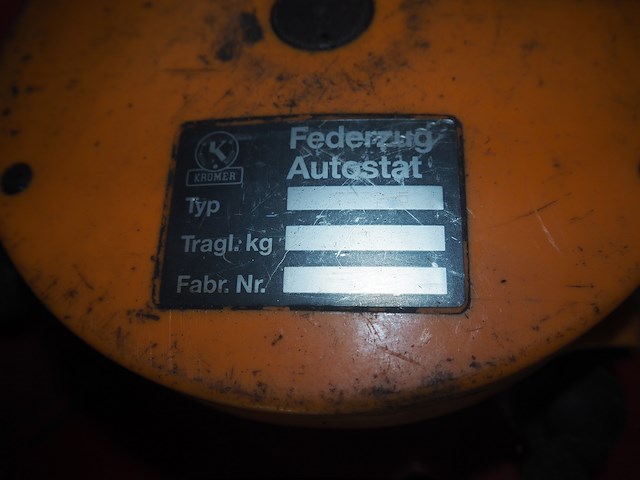 K
KROMER
Federzug
Autostat
Typ
Tragl. kg
Fabr. Nr.